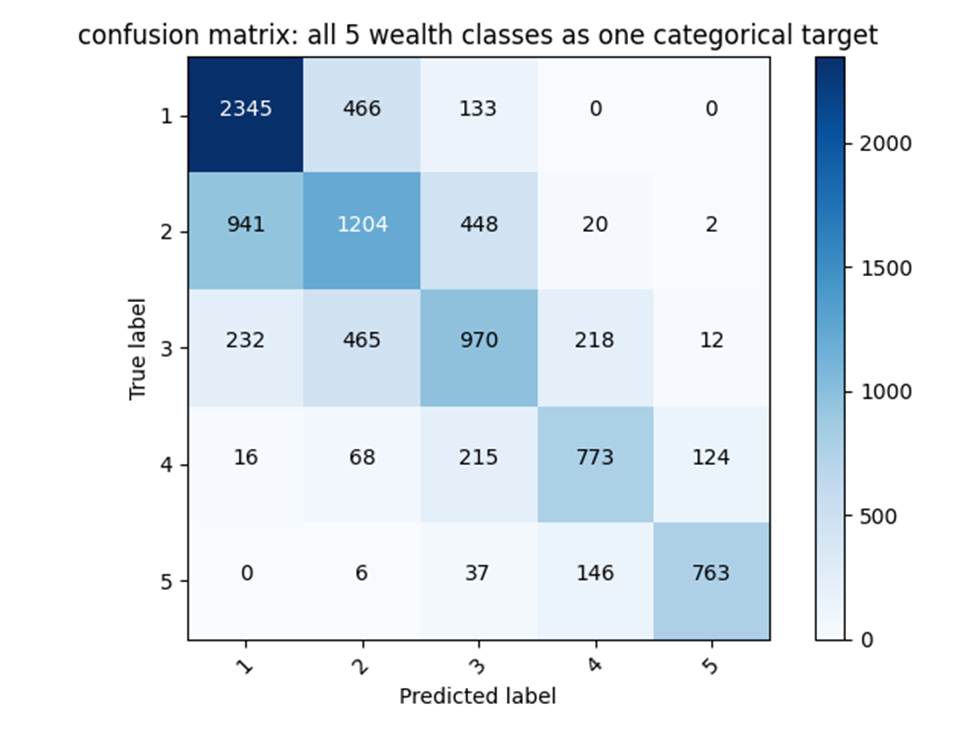 confusion matrix: all 5 wealth classes as one categorical target
1 2345 466 133 0 0
2 941 1204 448 20 2
3 232 465 970 218 12
4 16 68 215 773 124
5 0 6 37 146 763
1 2 3 4 5
True label
Predicted label
2000
1500
1000
500
0